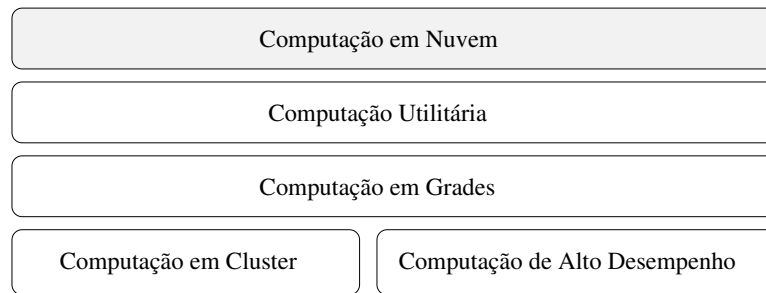 Computação em Nuvem
Computação Utilitária
Computação em Grades
Computação em Cluster
Computação de Alto Desempenho